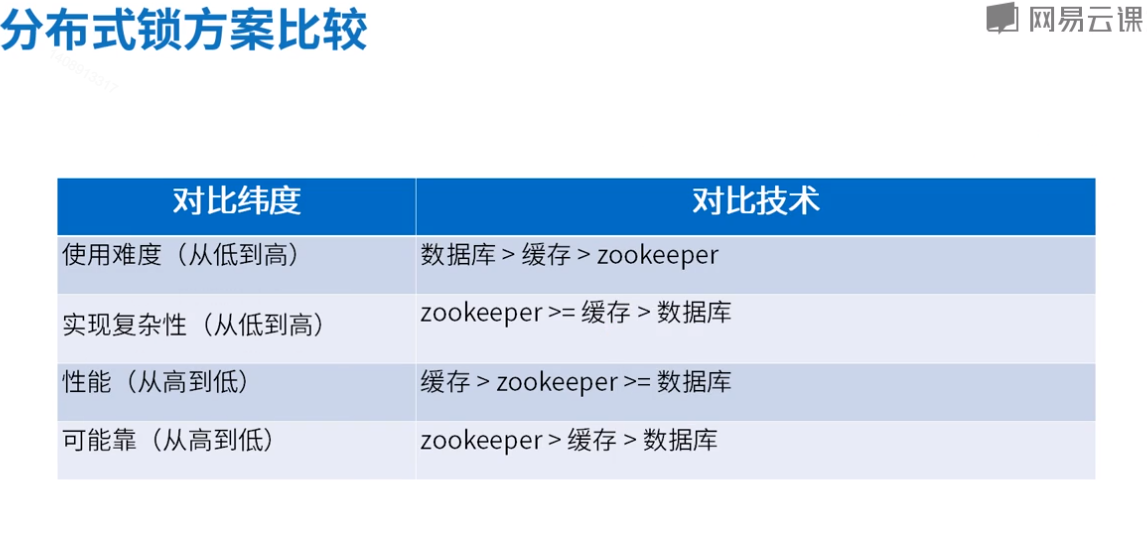 分布式锁方案比较
网易云课
对比纬度 对比技术
使用难度（从低到高） 数据库 > 缓存 > zookeeper
实现复杂性（从低到高） zookeeper >= 缓存 > 数据库
性能（从高到低） 缓存 > zookeeper >= 数据库
可能靠（从高到低） zookeeper > 缓存 > 数据库